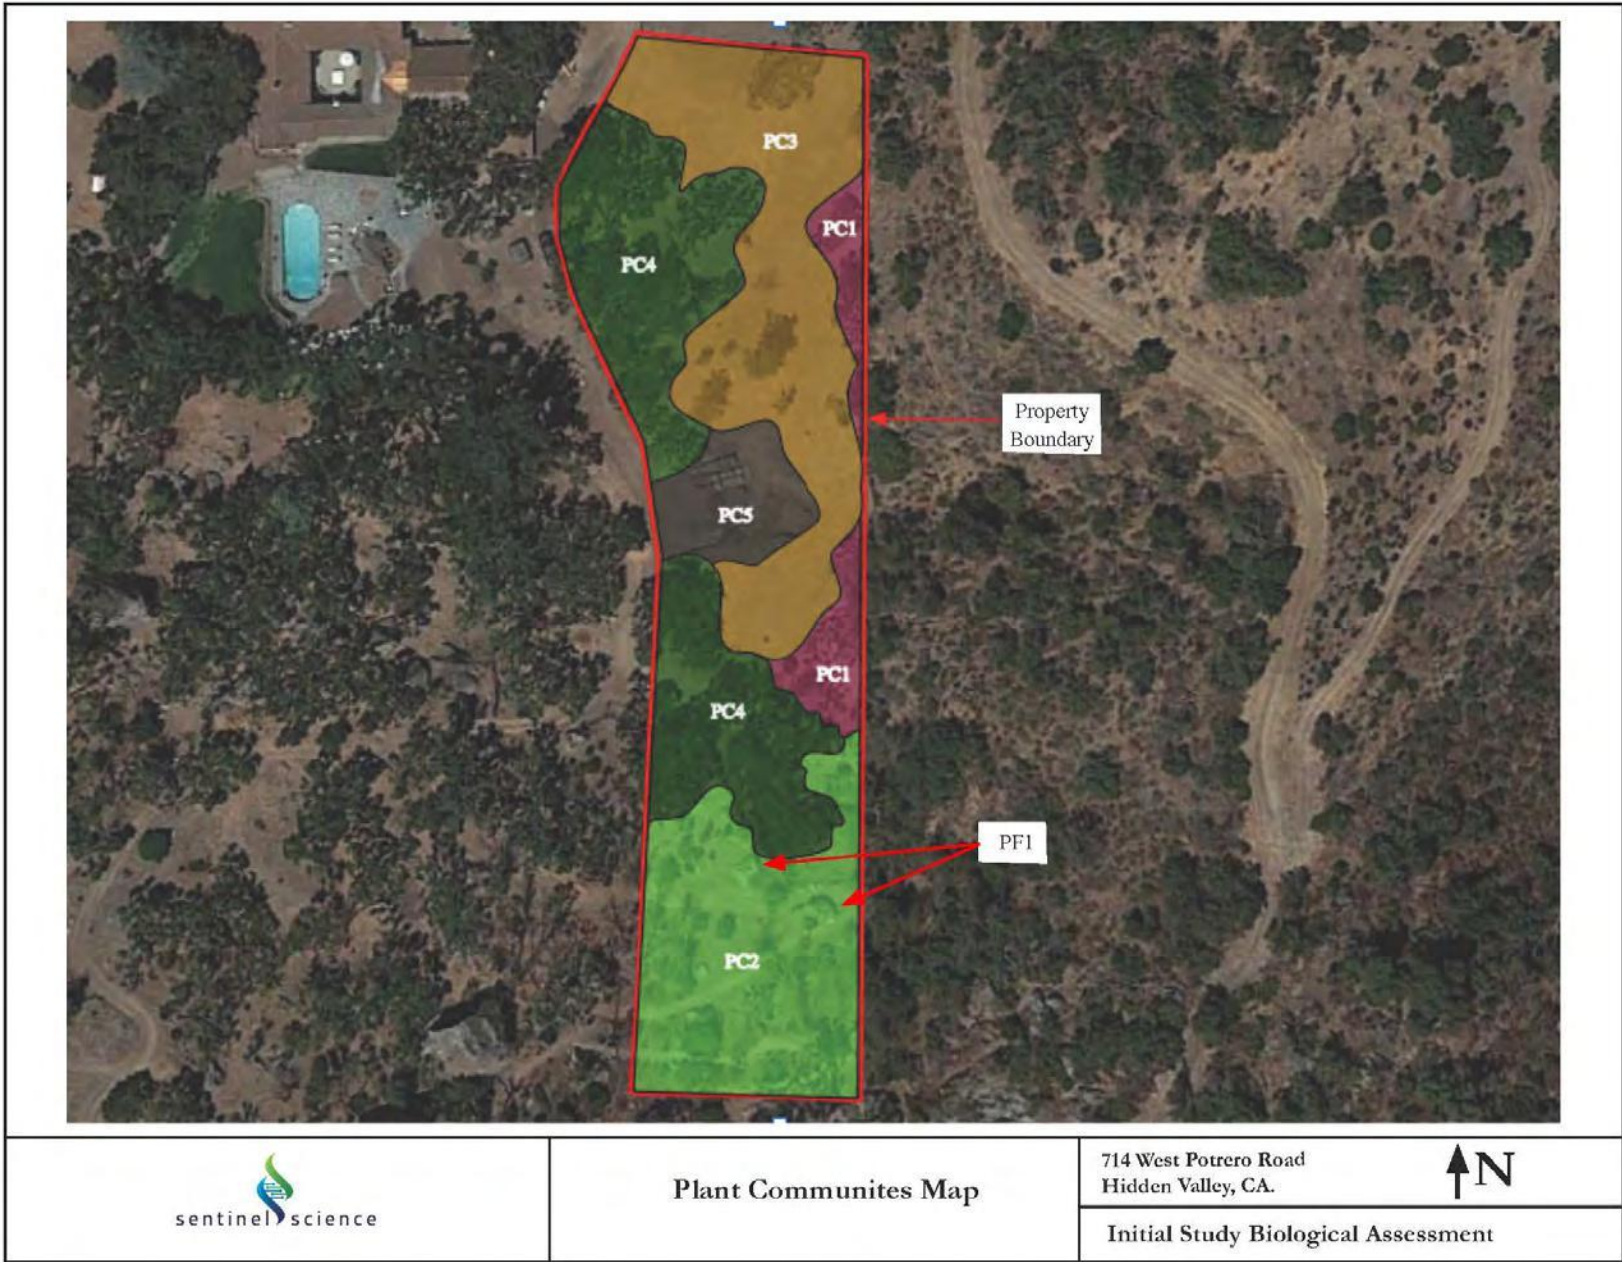 PC3
PC1
PC4
Property
Boundary
PC5
PC1
PC4
PF1
PC2
sentinel science
Plant Communites Map
714 West Potrero Road
Hidden Valley, CA.
N
Initial Study Biological Assessment